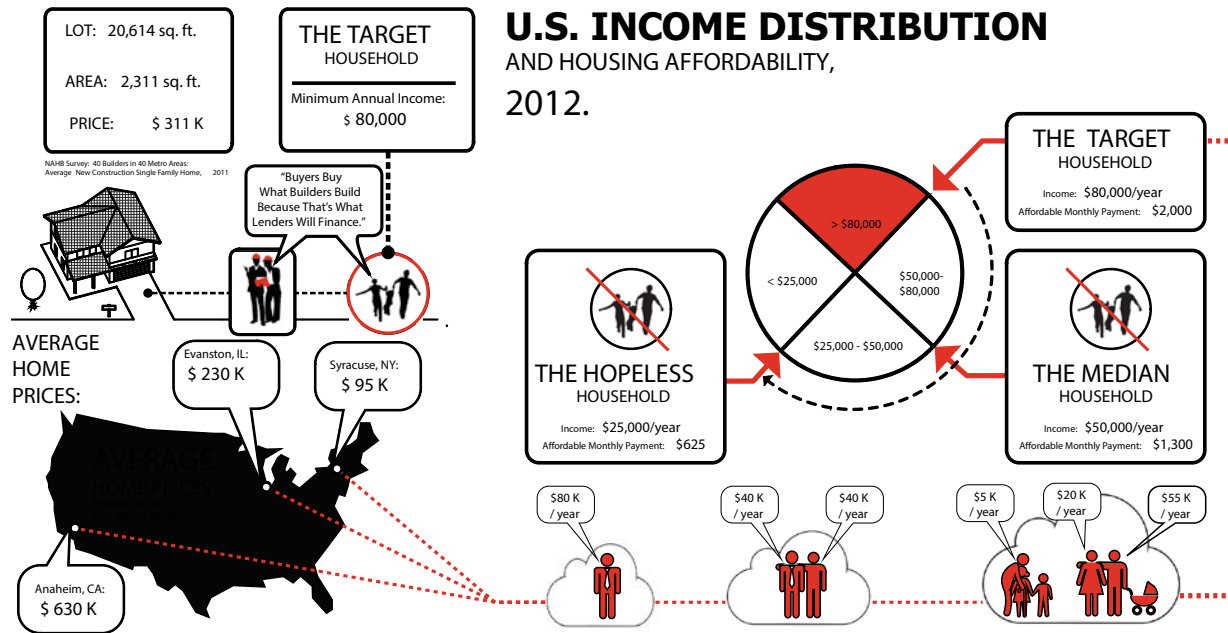 LOT: 20,614 sq. ft.
AREA: 2,311 sq. ft.
PRICE: $ 311 K
NAHB Survey: 40 Builders in 40 Metro Areas:
Average New Construction Single Family Home, 2011
THE TARGET
HOUSEHOLD
Minimum Annual Income:
$ 80,000
"Buyers Buy
What Builders Build
Because That's What
Lenders Will Finance."
U.S. INCOME DISTRIBUTION
AND HOUSING AFFORDABILITY,
2012.
THE TARGET
HOUSEHOLD
Income: $80,000/year
Affordable Monthly Payment: $2,000
> $80,000
< $25,000
$50,000-
$80,000
$25,000 - $50,000
THE HOPELESS
HOUSEHOLD
Income: $25,000/year
Affordable Monthly Payment: $625
THE MEDIAN
HOUSEHOLD
Income: $50,000/year
Affordable Monthly Payment: $1,300
AVERAGE
HOME
PRICES:
Evanston, IL:
$ 230 K
Syracuse, NY:
$ 95 K
AVERAGE
HOME PRICES
Anaheim, CA:
$ 630 K
$80 K
/ year
$40 K
/ year
$40 K
/ year
$5 K
/ year
$20 K
/ year
$55 K
/ year